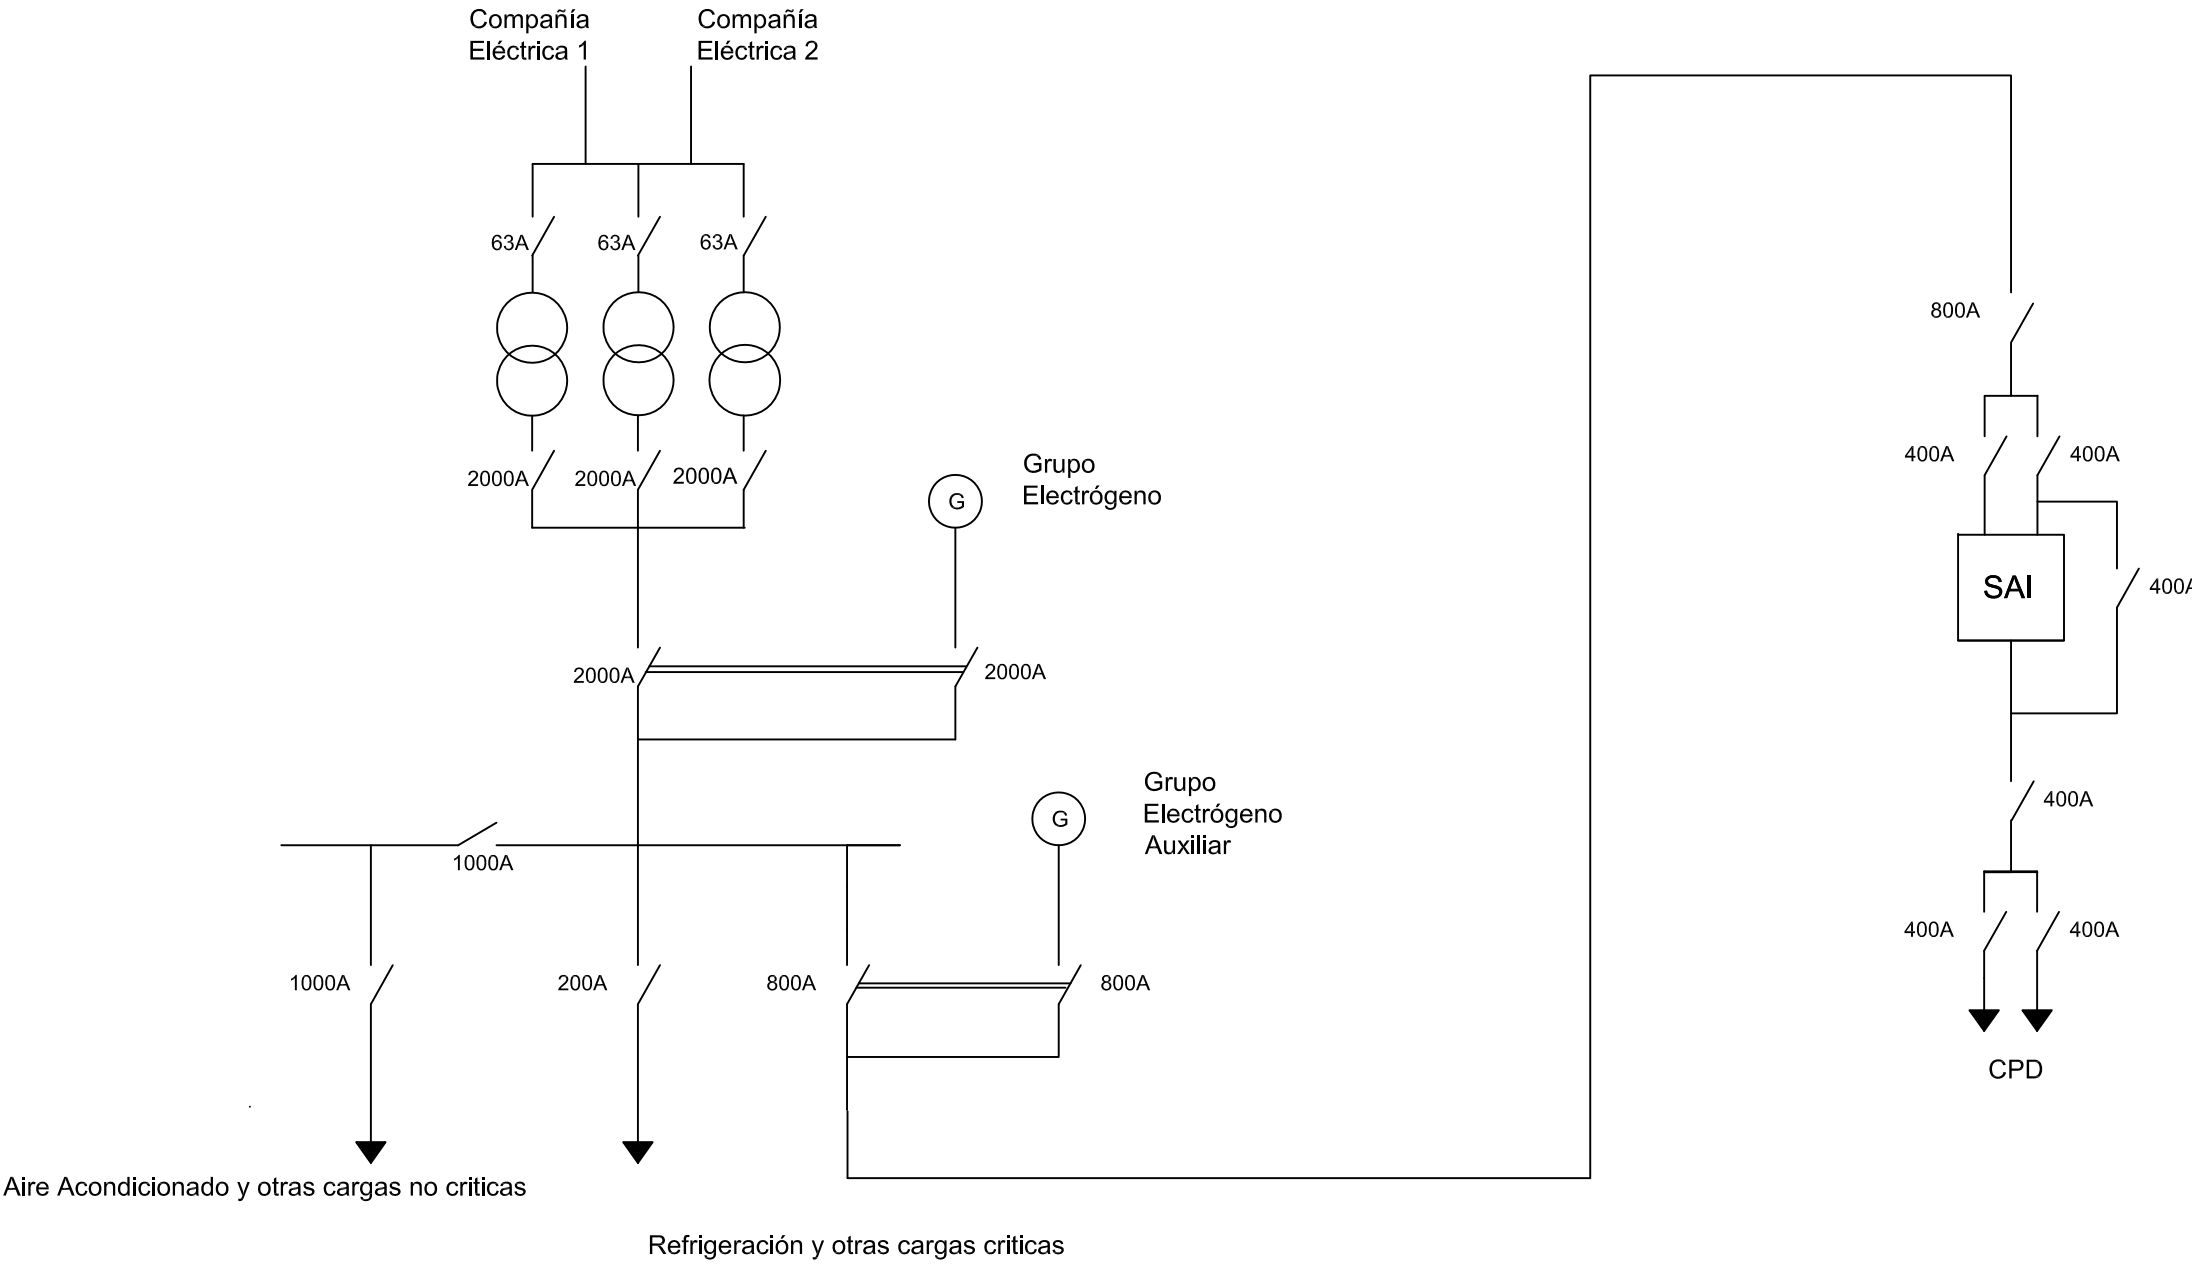 Compañía
Eléctrica 1
Compañía
Eléctrica 2
63A
63A
63A
800A
400A
400A
2000A
2000A
2000A
Grupo
Electrógeno
G
SAI
400A
2000A
2000A
Grupo
Electrógeno
Auxiliar
G
400A
1000A
400A
400A
1000A
200A
800A
800A
CPD
Aire Acondicionado y otras cargas no criticas
Refrigeración y otras cargas criticas